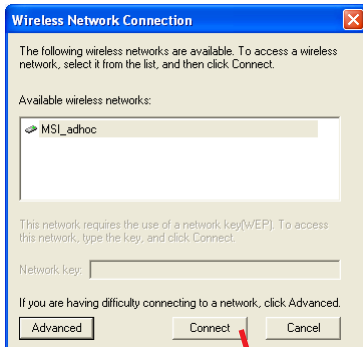 Wireless Network Connection
The following wireless networks are available. To access a wireless
network, select it from the list, and then click Connect.
Available wireless networks:
MSI_adhoc
This network requires the use of a network key(WEP). To access
this network, type the key, and click Connect.
Network key:
If you are having difficulty connecting to a network, click Advanced.
Advanced Connect Cancel